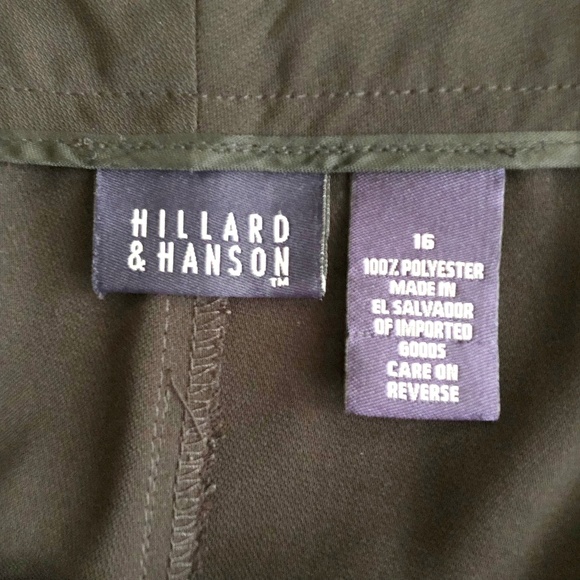 HILLARD
& HANSON
TM
16
100% POLYESTER
MADE IN
EL SALVADOR
OF IMPORTED
GOODS
CARE ON
REVERSE